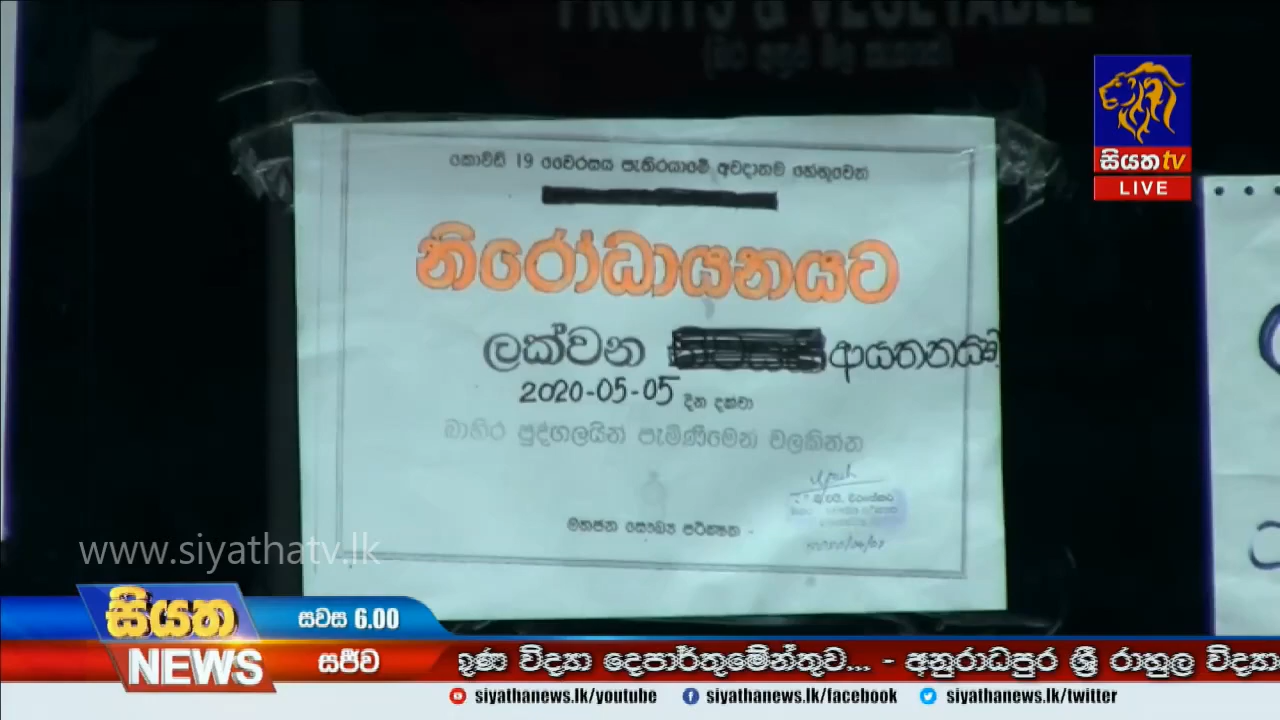 FRUITS & VEGETABLE
සියත tv
LIVE
කොවිඩ් 19 වෛරසය පැතිරයාමේ අවදානම හේතුවෙන්
නිරෝධායනයට
ලක්වන ආයතනයකි
2020-05-05 දින දක්වා
බාහිර පුද්ගලයින් පැමිණීමෙන් වලකින්න
මහජන සෞඛ්‍ය පරීක්ෂක -
www.siyathatv.lk
සියත
NEWS
සවස 6.00
සජීව
ගුණ විද්‍යා දෙපාර්තුමේන්තුව... - අනුරාධපුර ශ්‍රී රාහුල විද්‍යා
siyathanews.lk/youtube siyathanews.lk/facebook siyathanews.lk/twitter